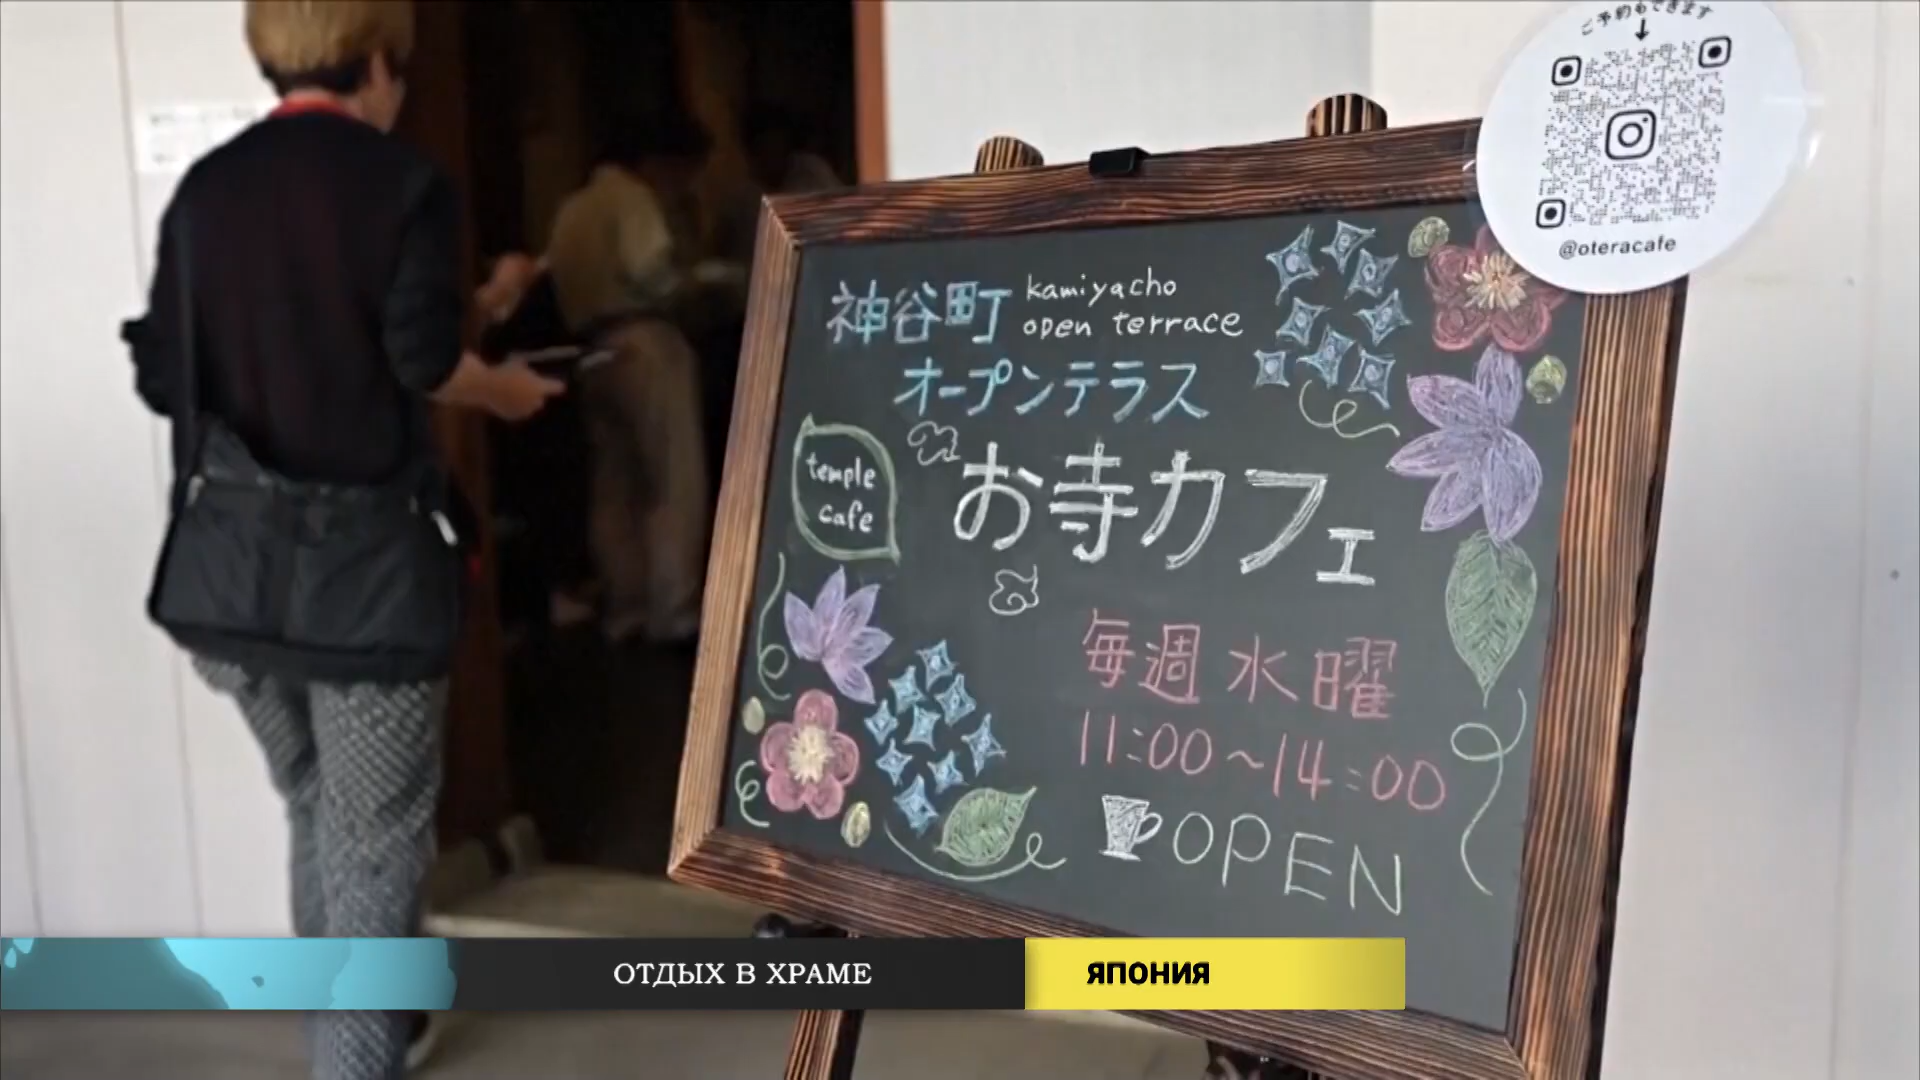 ご予約もできます
↓
@oteracafe
神谷町 kamiyacho
open terrace
オープンテラス
temple
cafe
お寺カフェ
毎週水曜
11:00~14:00
OPEN
ОТДЫХ В ХРАМЕ
ЯПОНИЯ